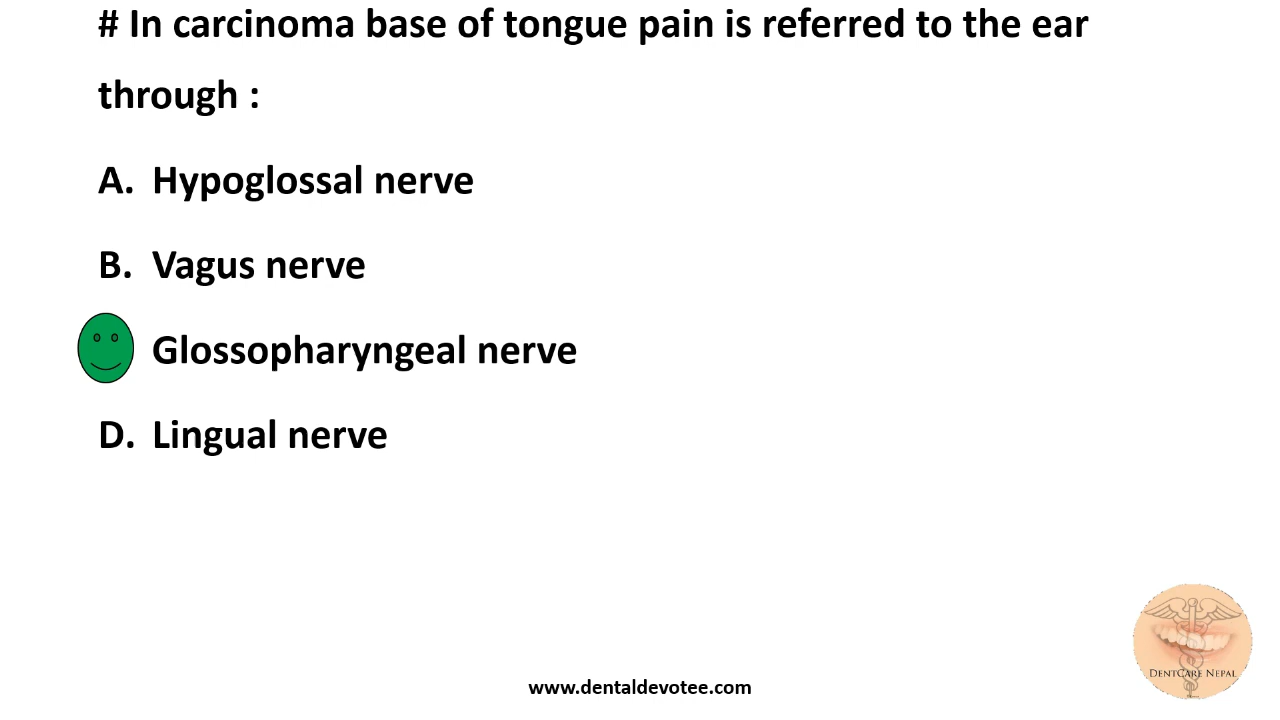 # In carcinoma base of tongue pain is referred to the ear
through :
A. Hypoglossal nerve
B. Vagus nerve
Glossopharyngeal nerve
D. Lingual nerve
DentCare Nepal
www.dentaldevotee.com